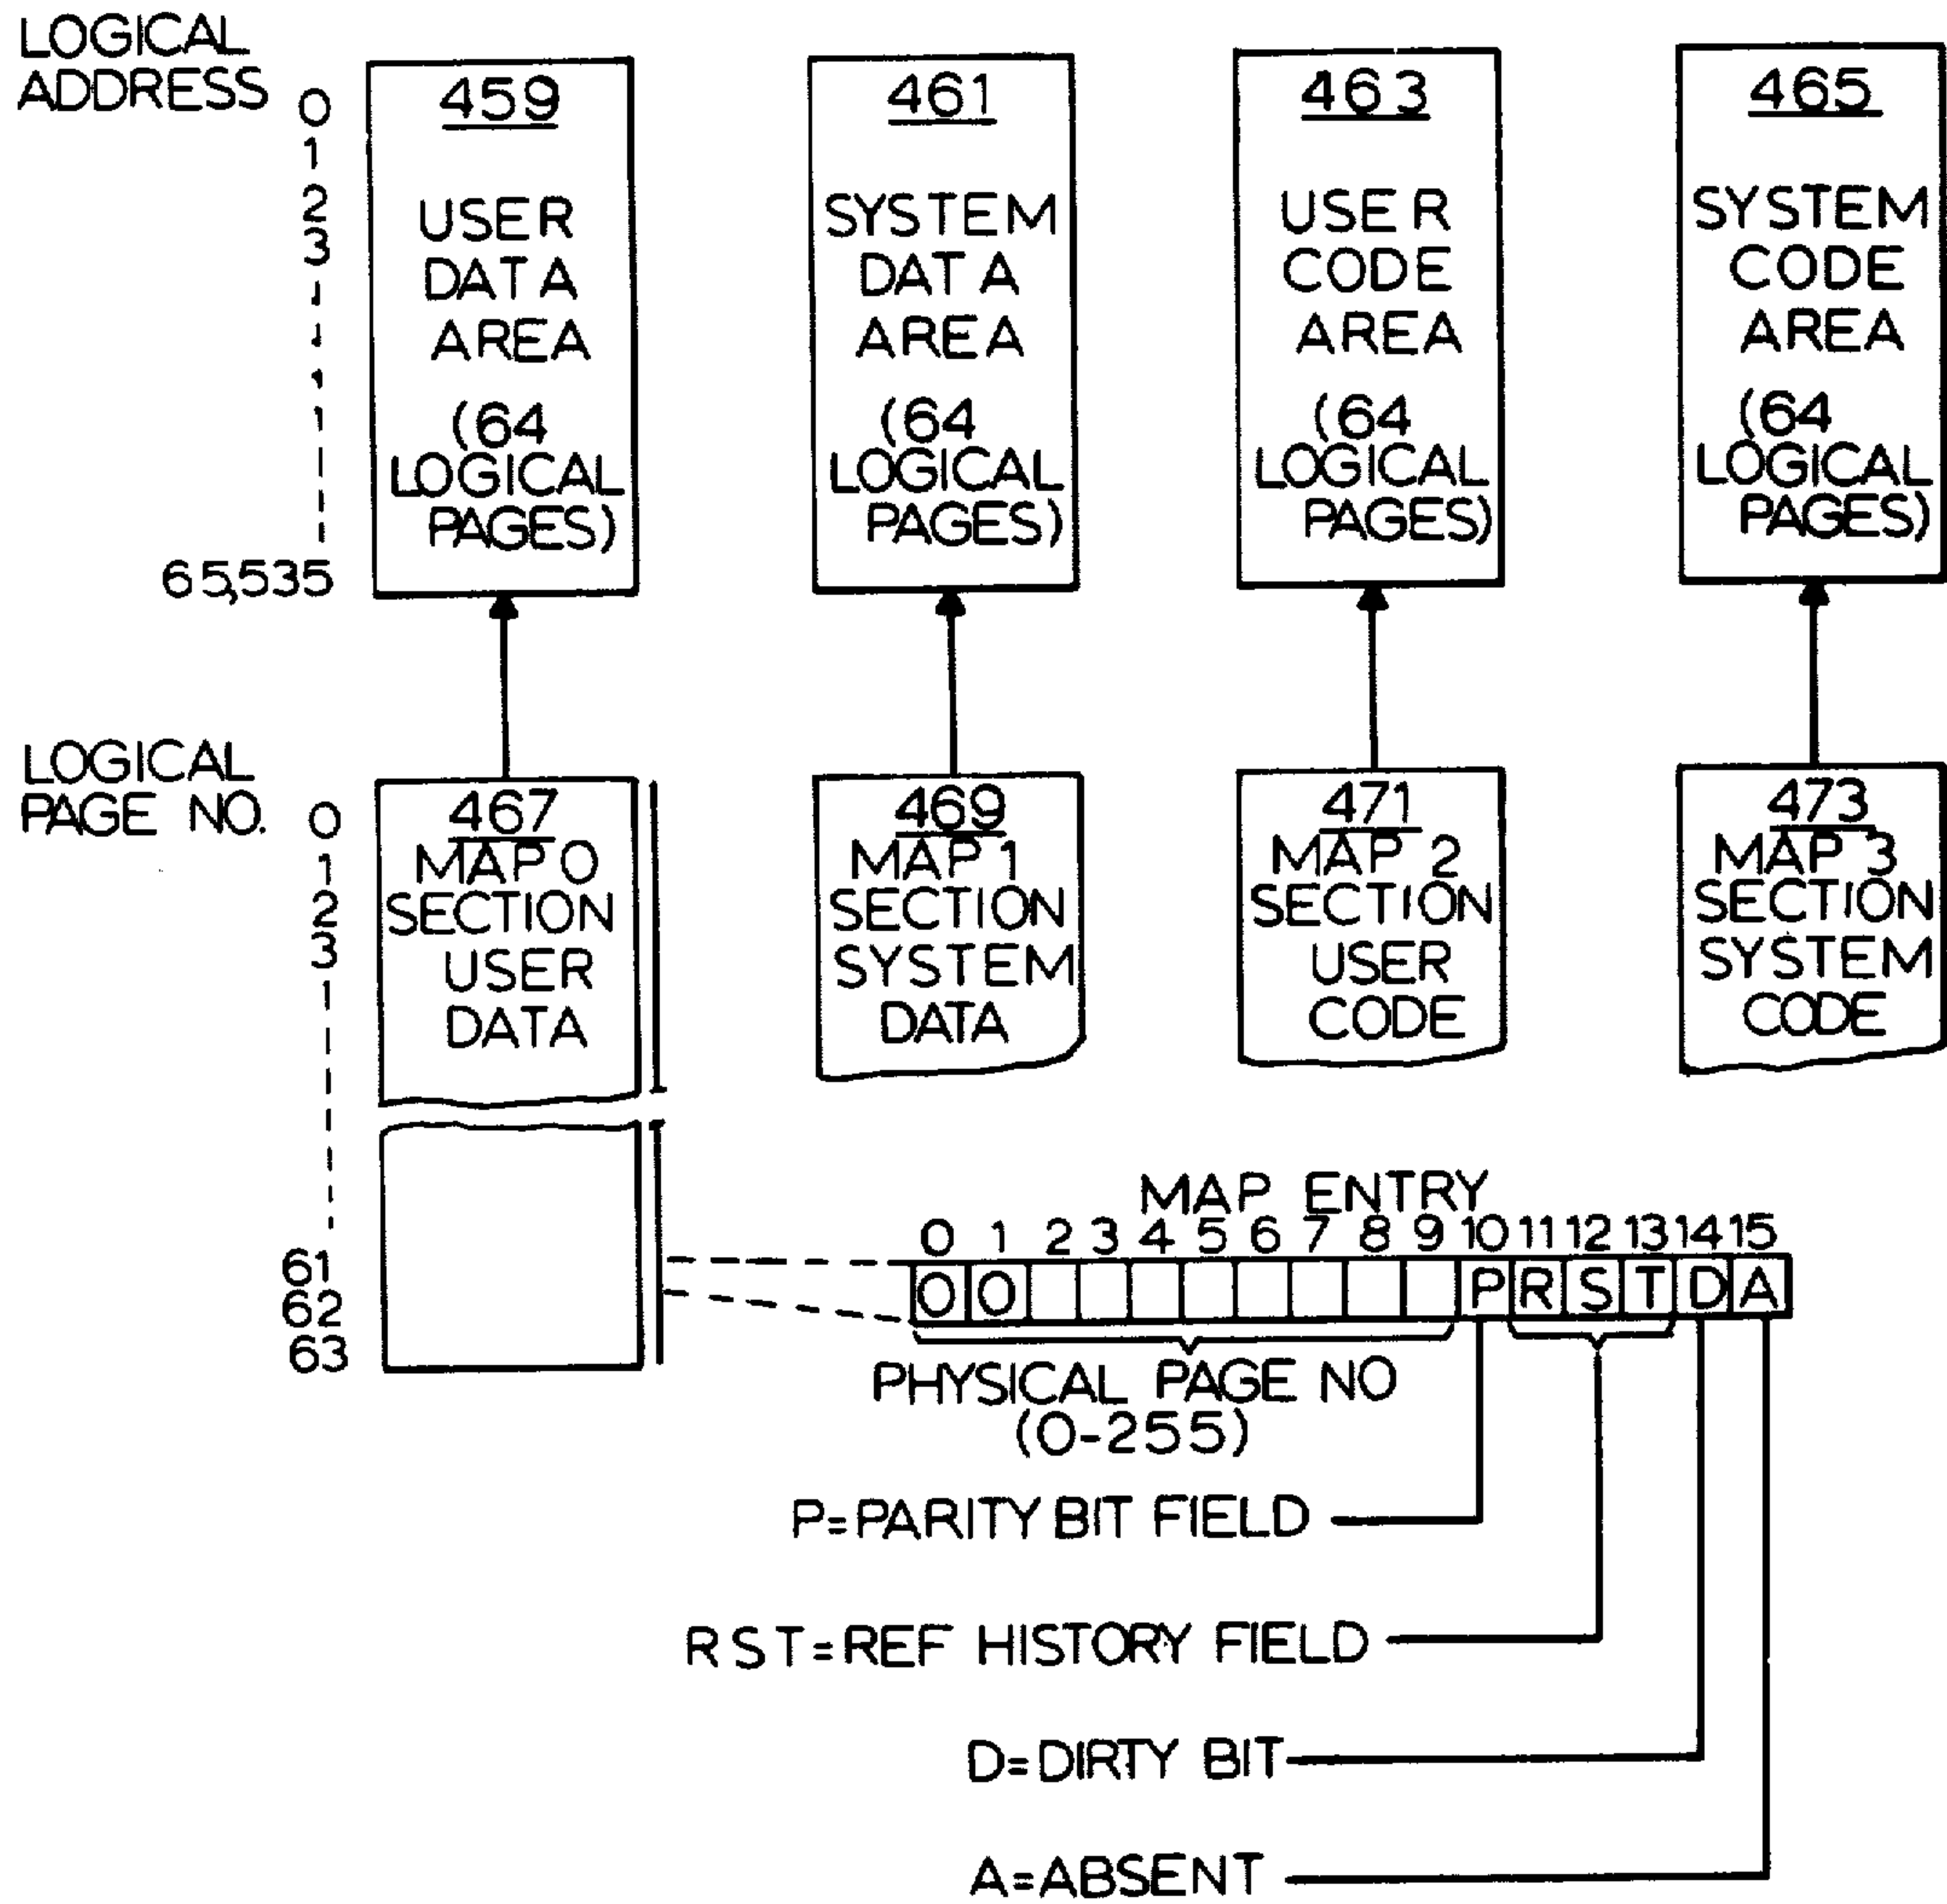 LOGICAL
ADDRESS
0
1
2
3
65,535
459
USER
DATA
AREA
(64
LOGICAL
PAGES)
461
SYSTEM
DATA
AREA
(64
LOGICAL
PAGES)
463
USER
CODE
AREA
(64
LOGICAL
PAGES)
465
SYSTEM
CODE
AREA
(64
LOGICAL
PAGES)
LOGICAL
PAGE NO.
0
1
2
3
61
62
63
467
MAP 0
SECTION
USER
DATA
469
MAP 1
SECTION
SYSTEM
DATA
471
MAP 2
SECTION
USER
CODE
473
MAP 3
SECTION
SYSTEM
CODE
MAP ENTRY
0 1 2 3 4 5 6 7 8 9 10 11 12 13 14 15
0 0 P R S T D A
PHYSICAL PAGE NO
(0-255)
P=PARITY BIT FIELD
R S T=REF HISTORY FIELD
D=DIRTY BIT
A=ABSENT